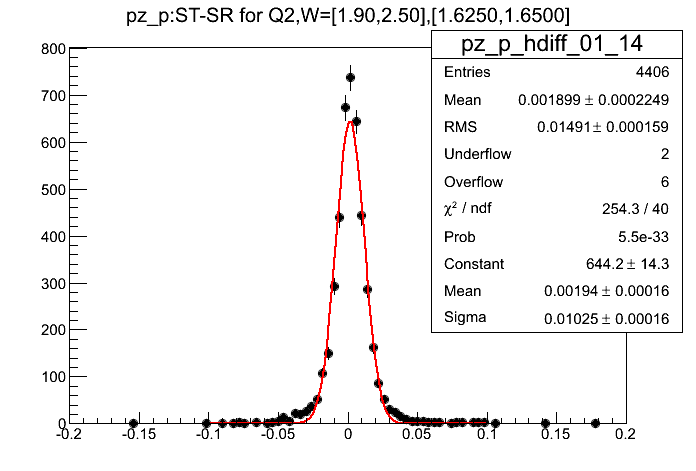 pz_p:ST-SR for Q2,W=[1.90,2.50],[1.6250,1.6500]
pz_p_hdiff_01_14
Entries 4406
Mean 0.001899 ± 0.0002249
RMS 0.01491 ± 0.000159
Underflow 2
Overflow 6
χ² / ndf 254.3 / 40
Prob 5.5e-33
Constant 644.2 ± 14.3
Mean 0.00194 ± 0.00016
Sigma 0.01025 ± 0.00016
800
700
600
500
400
300
200
100
0
-0.2 -0.15 -0.1 -0.05 0 0.05 0.1 0.15 0.2